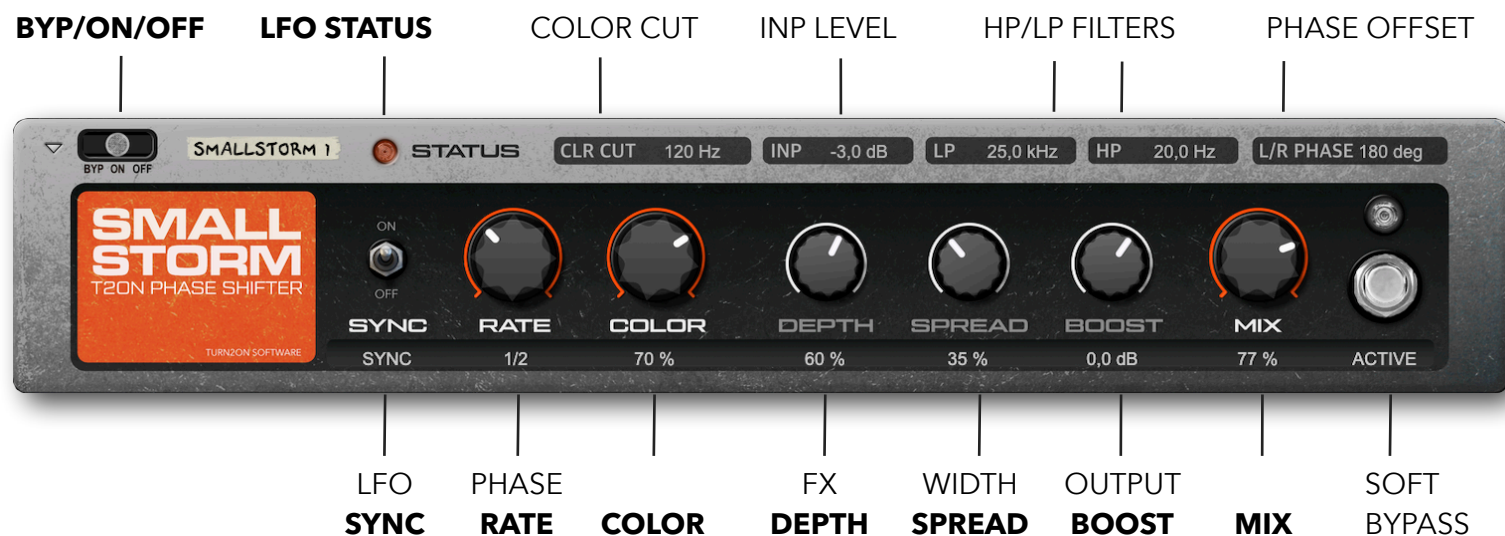 BYP/ON/OFF LFO STATUS COLOR CUT INP LEVEL HP/LP FILTERS PHASE OFFSET
BYP ON OFF
SMALLSTORM 1
STATUS
CLR CUT 120 Hz
INP -3,0 dB
LP 25,0 kHz
HP 20,0 Hz
L/R PHASE 180 deg
SMALL
STORM
T2ON PHASE SHIFTER
TURN2ON SOFTWARE
ON
OFF
SYNC RATE COLOR DEPTH SPREAD BOOST MIX
SYNC 1/2 70 % 60 % 35 % 0,0 dB 77 % ACTIVE
LFO PHASE FX WIDTH OUTPUT SOFT
SYNC RATE COLOR DEPTH SPREAD BOOST MIX BYPASS